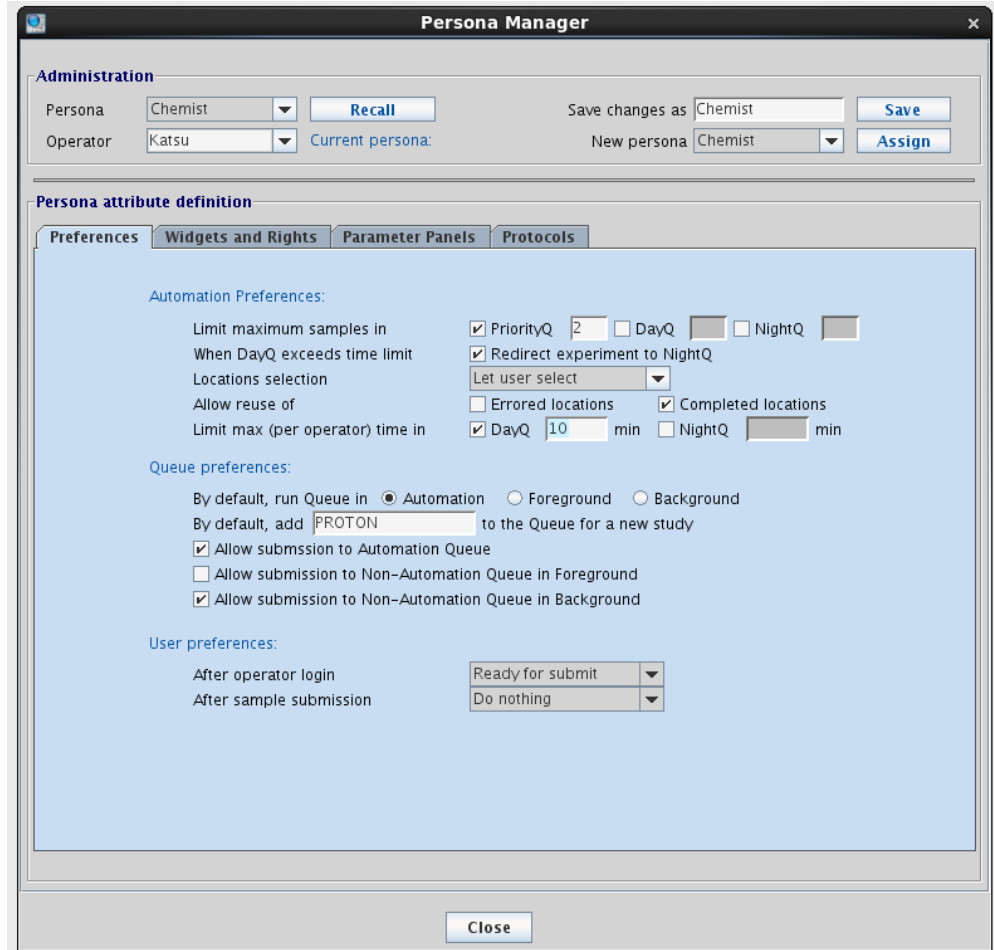 Persona Manager
Administration
Persona Chemist Recall Save changes as Chemist Save
Operator Katsu Current persona: New persona Chemist Assign
Persona attribute definition
Preferences Widgets and Rights Parameter Panels Protocols
Automation Preferences:
Limit maximum samples in PriorityQ 2 DayQ NightQ
When DayQ exceeds time limit Redirect experiment to NightQ
Locations selection Let user select
Allow reuse of Errored locations Completed locations
Limit max (per operator) time in DayQ 10 min NightQ min
Queue preferences:
By default, run Queue in Automation Foreground Background
By default, add PROTON to the Queue for a new study
Allow submssion to Automation Queue
Allow submission to Non-Automation Queue in Foreground
Allow submission to Non-Automation Queue in Background
User preferences:
After operator login Ready for submit
After sample submission Do nothing
Close